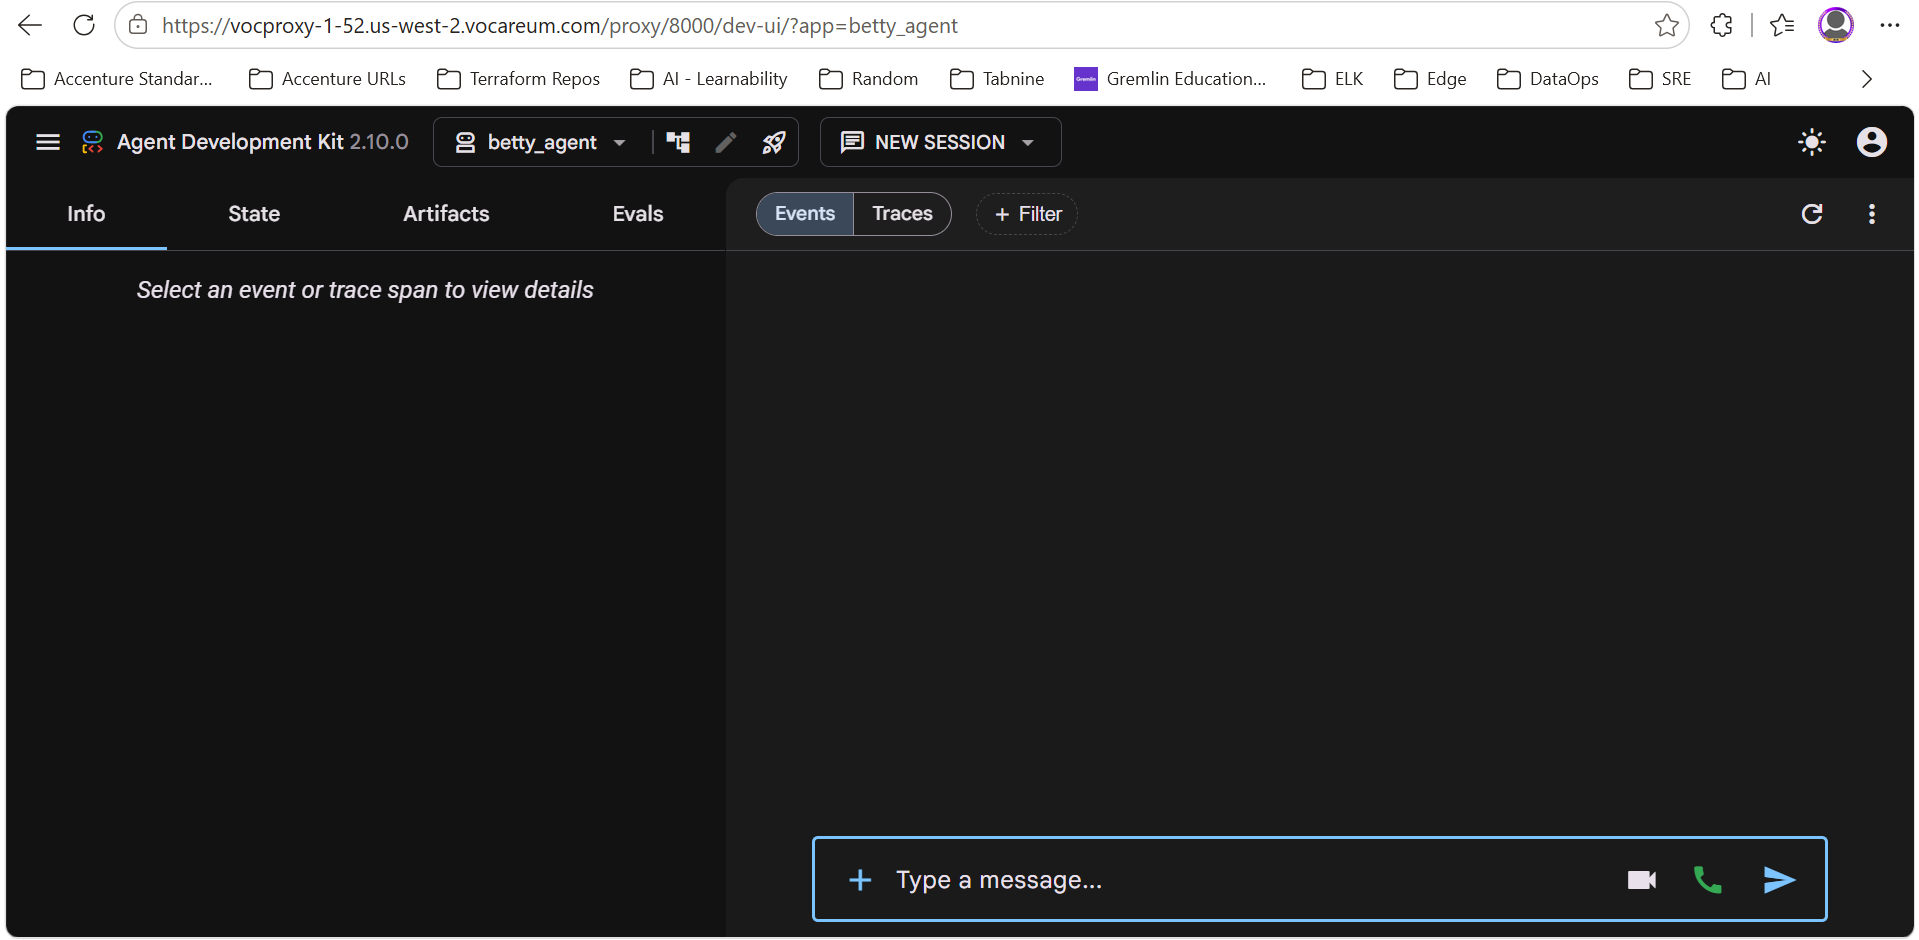 https://vocproxy-1-52.us-west-2.vocareum.com/proxy/8000/dev-ui/?app=betty_agent
Accenture Standar... Accenture URLs Terraform Repos AI - Learnability Random Tabnine Gremlin Gremlin Education... ELK Edge DataOps SRE AI
Agent Development Kit 2.10.0 betty_agent NEW SESSION
Info State Artifacts Evals Events Traces + Filter
Select an event or trace span to view details
Type a message...